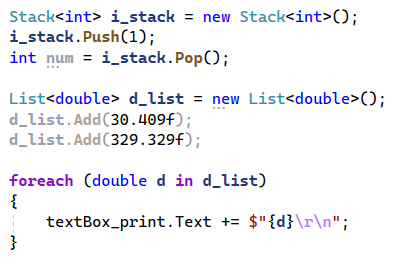 Stack<int> i_stack = new Stack<int>();
i_stack.Push(1);
int num = i_stack.Pop();
List<double> d_list = new List<double>();
d_list.Add(30.409f);
d_list.Add(329.329f);
foreach (double d in d_list)
{
textBox_print.Text += $"{d}\r\n";
}